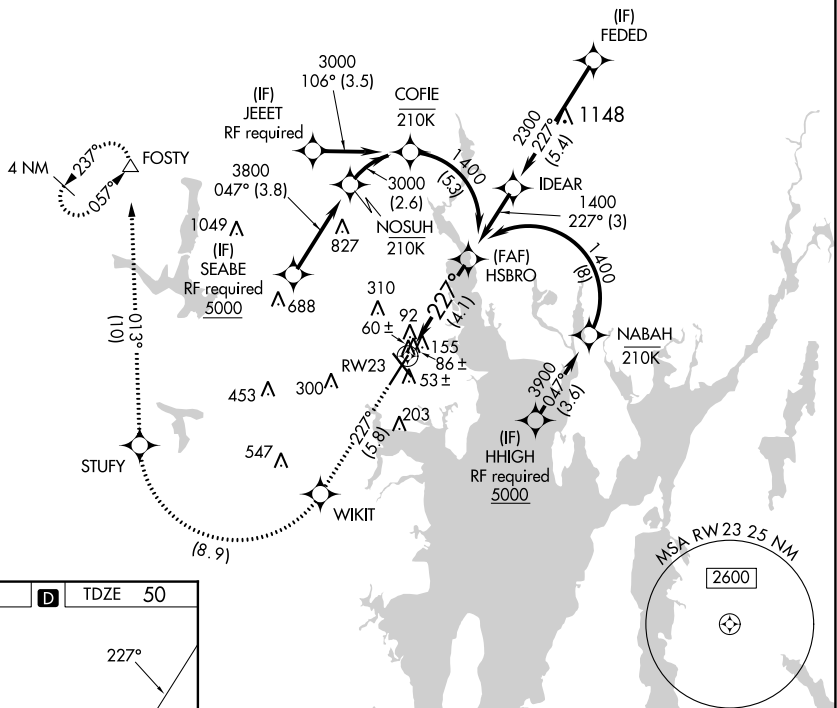 (IF)
FEDED
3000
106° (3.5)
(IF)
JEEET
RF required
COFIE
210K
1148
2300
227°
(5.4)
4 NM
237°
057°
FOSTY
3800
047° (3.8)
3000
(2.6)
1400
(5.3)
IDEAR
1400
227° (3)
1049
827
NOSUH
210K
(IF)
SEABE
RF required
5000
688
(FAF)
HSBRO
1400
(8)
310
227°
(4.1)
92
60 ±
155
86 ±
53 ±
RW23
NABAH
210K
013°
(10)
453
300
203
3900
047°
(3.6)
227°
(5.8)
(IF)
HHIGH
RF required
5000
547
STUFY
WIKIT
(8.9)
MSA RW 23 25 NM
2600
D
TDZE 50
227°